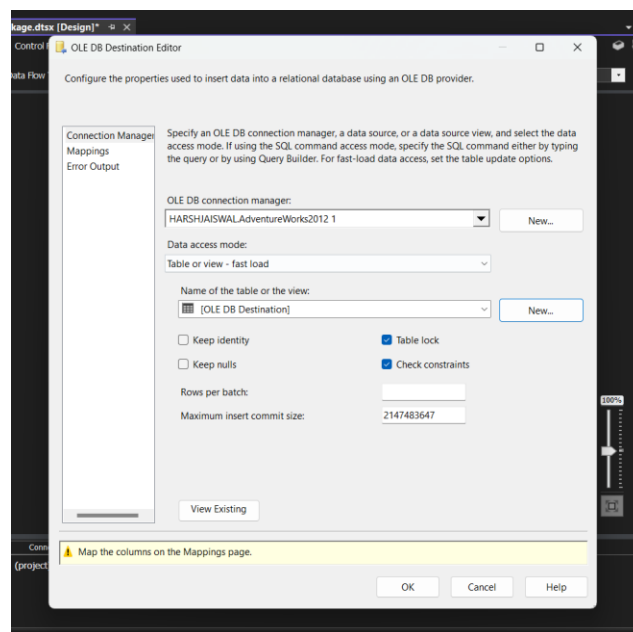 kage.dtsx [Design]*
Control
OLE DB Destination Editor
ata Flow
Configure the properties used to insert data into a relational database using an OLE DB provider.
Connection Manager
Mappings
Error Output
Specify an OLE DB connection manager, a data source, or a data source view, and select the data
access mode. If using the SQL command access mode, specify the SQL command either by typing
the query or by using Query Builder. For fast-load data access, set the table update options.
OLE DB connection manager:
HARSHJAISWAL.AdventureWorks2012 1
New...
Data access mode:
Table or view - fast load
Name of the table or the view:
[OLE DB Destination]
New...
Keep identity
Table lock
Keep nulls
Check constraints
Rows per batch:
Maximum insert commit size:
2147483647
100%
View Existing
Conn
Map the columns on the Mappings page.
(project
OK
Cancel
Help